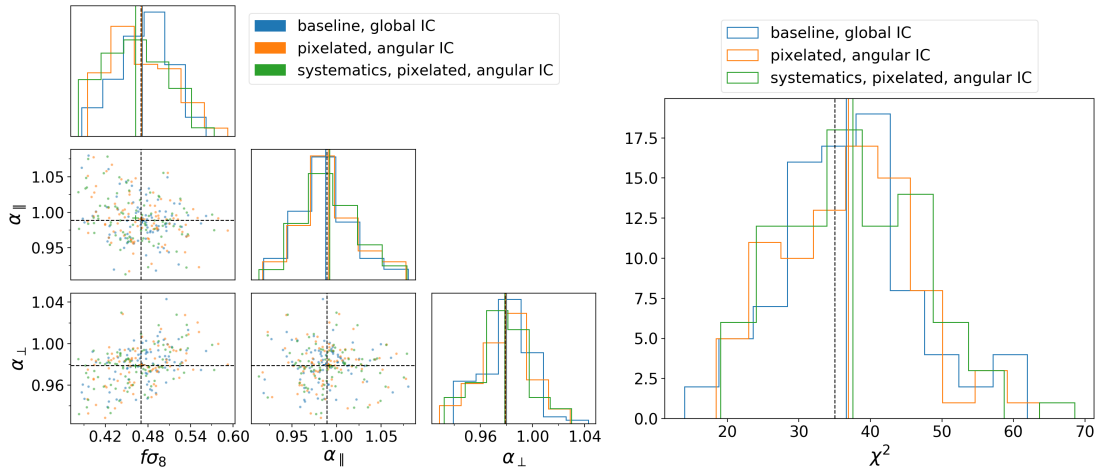 baseline, global IC
pixelated, angular IC
systematics, pixelated, angular IC
1.05
1.00
0.95
α∥
1.04
1.00
0.96
α⊥
0.42 0.48 0.54 0.60
fσ8
0.95 1.00 1.05
α∥
0.96 1.00 1.04
α⊥
baseline, global IC
pixelated, angular IC
systematics, pixelated, angular IC
17.5
15.0
12.5
10.0
7.5
5.0
2.5
0.0
20 30 40 50 60 70
χ²